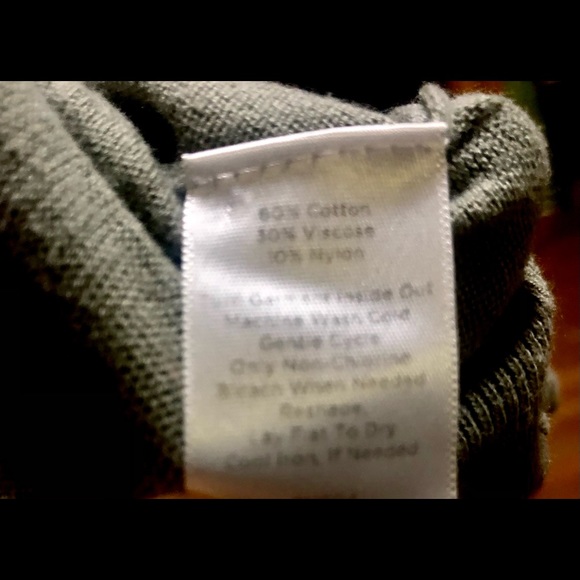 60% Cotton
30% Viscose
10% Nylon
Garment Inside Out
Machine Wash Cold
Gentle Cycle
Only Non-Chlorine
Bleach When Needed
Reshape,
Lay Flat To Dry
Cool Iron, If Needed